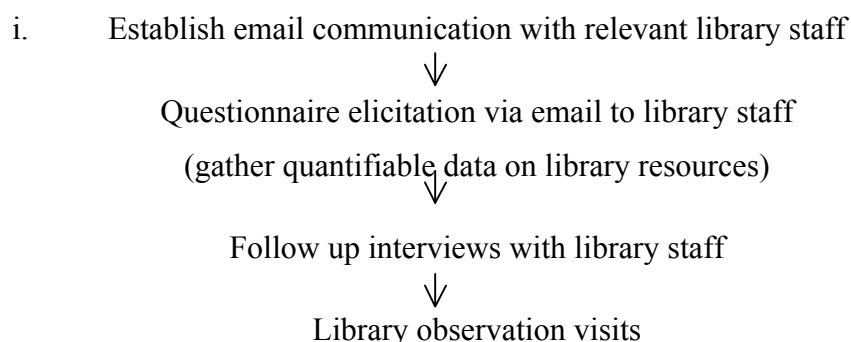 i. Establish email communication with relevant library staff
Questionnaire elicitation via email to library staff
(gather quantifiable data on library resources)
Follow up interviews with library staff
Library observation visits